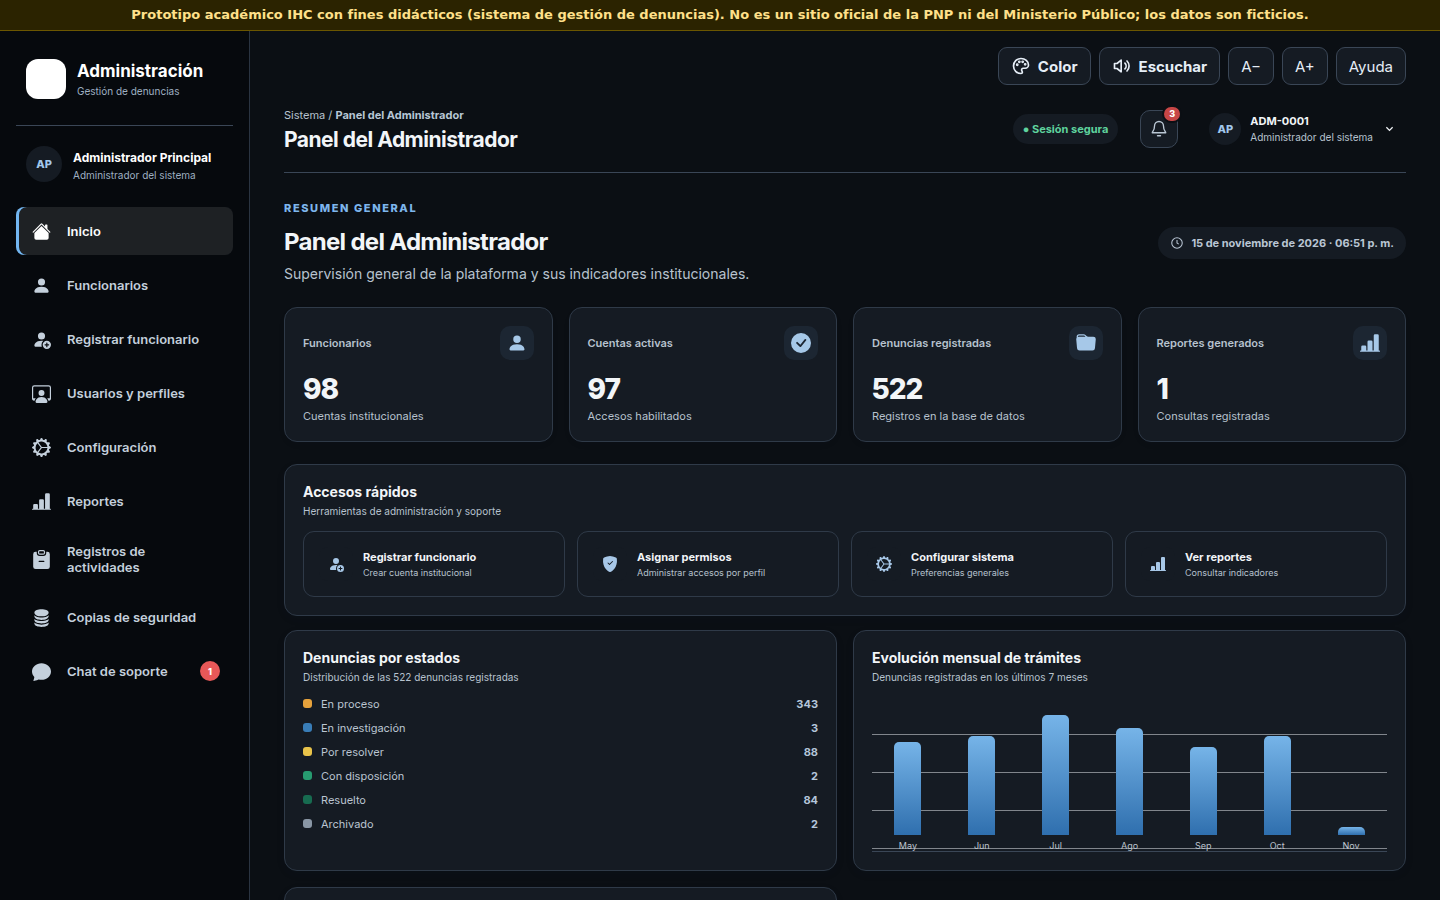 Prototipo académico IHC con fines didácticos (sistema de gestión de denuncias). No es un sitio oficial de la PNP ni del Ministerio Público; los datos son ficticios.
Administración
Gestión de denuncias
AP
Administrador Principal
Administrador del sistema
Inicio
Funcionarios
Registrar funcionario
Usuarios y perfiles
Configuración
Reportes
Registros de
actividades
Copias de seguridad
Chat de soporte
1
Color
Escuchar
A−
A+
Ayuda
Sistema / Panel del Administrador
Panel del Administrador
● Sesión segura
3
AP
ADM-0001
Administrador del sistema
RESUMEN GENERAL
Panel del Administrador
Supervisión general de la plataforma y sus indicadores institucionales.
15 de noviembre de 2026 · 06:51 p. m.
Funcionarios
98
Cuentas institucionales
Cuentas activas
97
Accesos habilitados
Denuncias registradas
522
Registros en la base de datos
Reportes generados
1
Consultas registradas
Accesos rápidos
Herramientas de administración y soporte
Registrar funcionario
Crear cuenta institucional
Asignar permisos
Administrar accesos por perfil
Configurar sistema
Preferencias generales
Ver reportes
Consultar indicadores
Denuncias por estados
Distribución de las 522 denuncias registradas
En proceso 343
En investigación 3
Por resolver 88
Con disposición 2
Resuelto 84
Archivado 2
Evolución mensual de trámites
Denuncias registradas en los últimos 7 meses
May Jun Jul Ago Sep Oct Nov